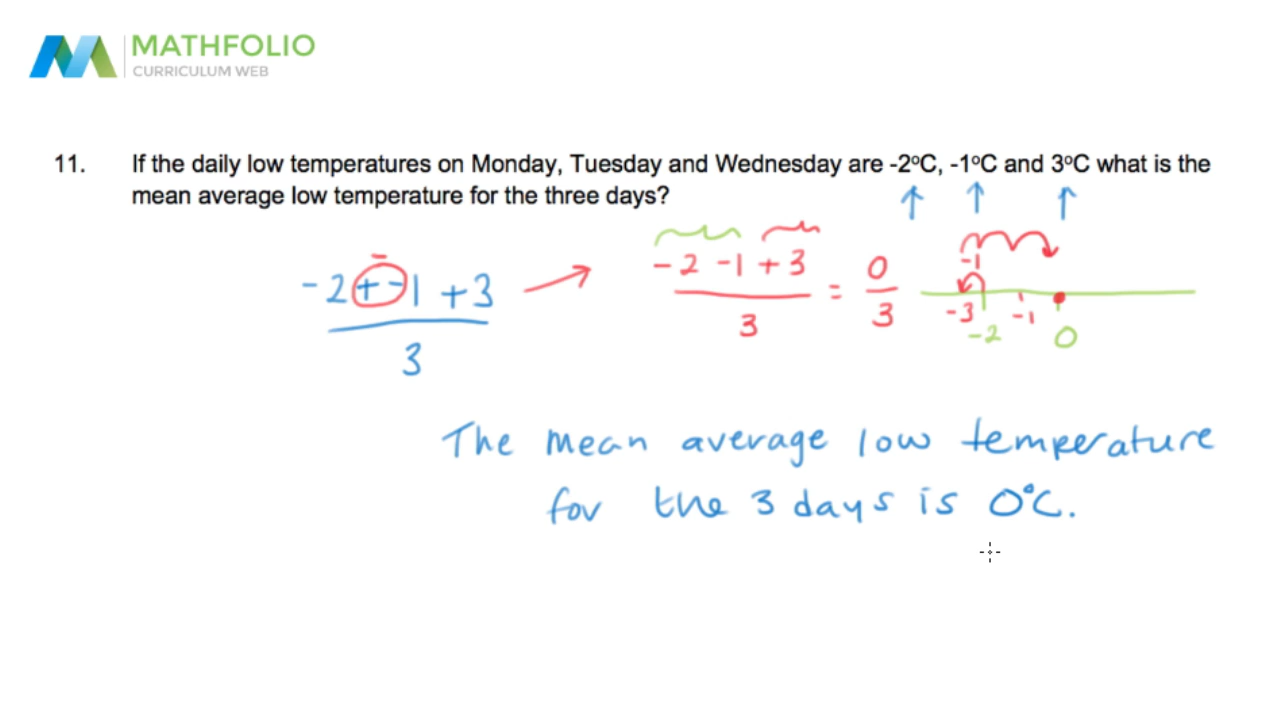 MATHFOLIO
CURRICULUM WEB
11. If the daily low temperatures on Monday, Tuesday and Wednesday are -2°C, -1°C and 3°C what is the
mean average low temperature for the three days?
-2 + -1 + 3
3
-
-2 -1 + 3
3
= 0
3
-1
-3
-2
-1
0
The mean average low temperature
for the 3 days is 0°C.